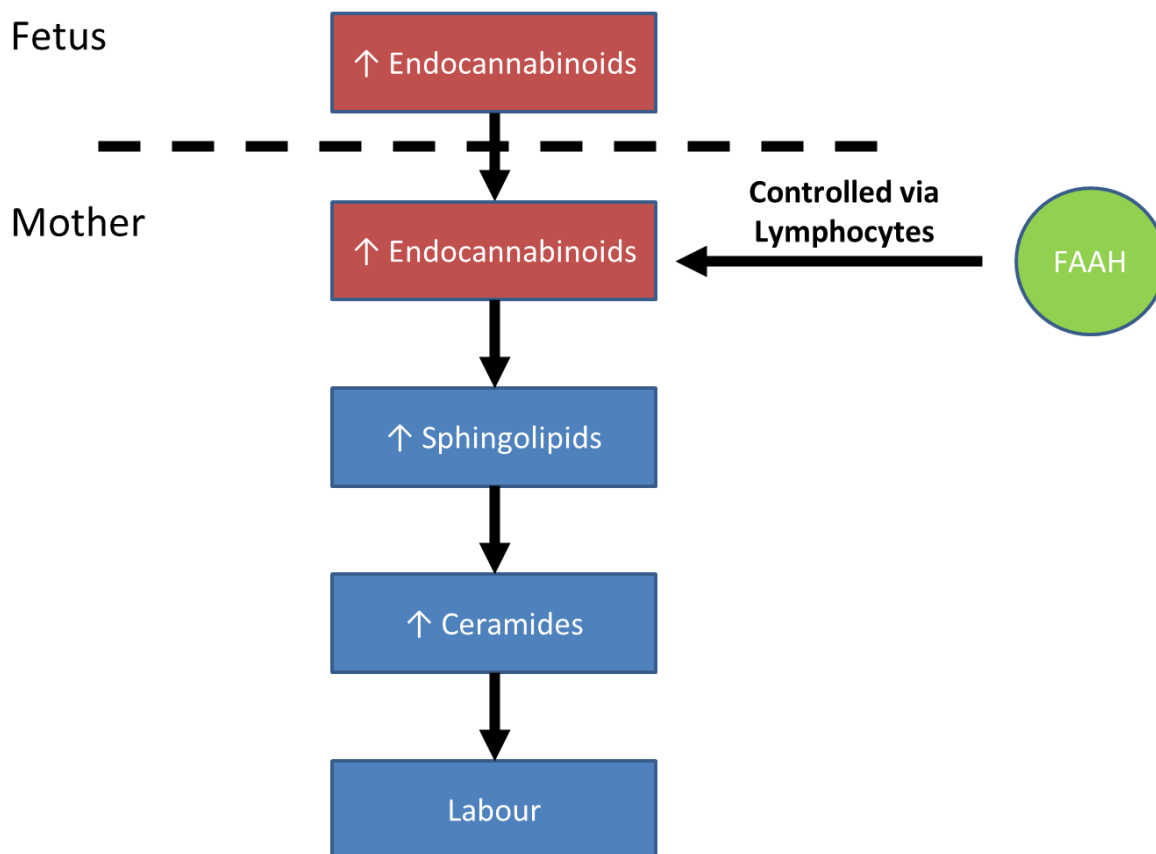 Fetus
↑ Endocannabinoids
Mother
↑ Endocannabinoids
Controlled via
Lymphocytes
FAAH
↑ Sphingolipids
↑ Ceramides
Labour